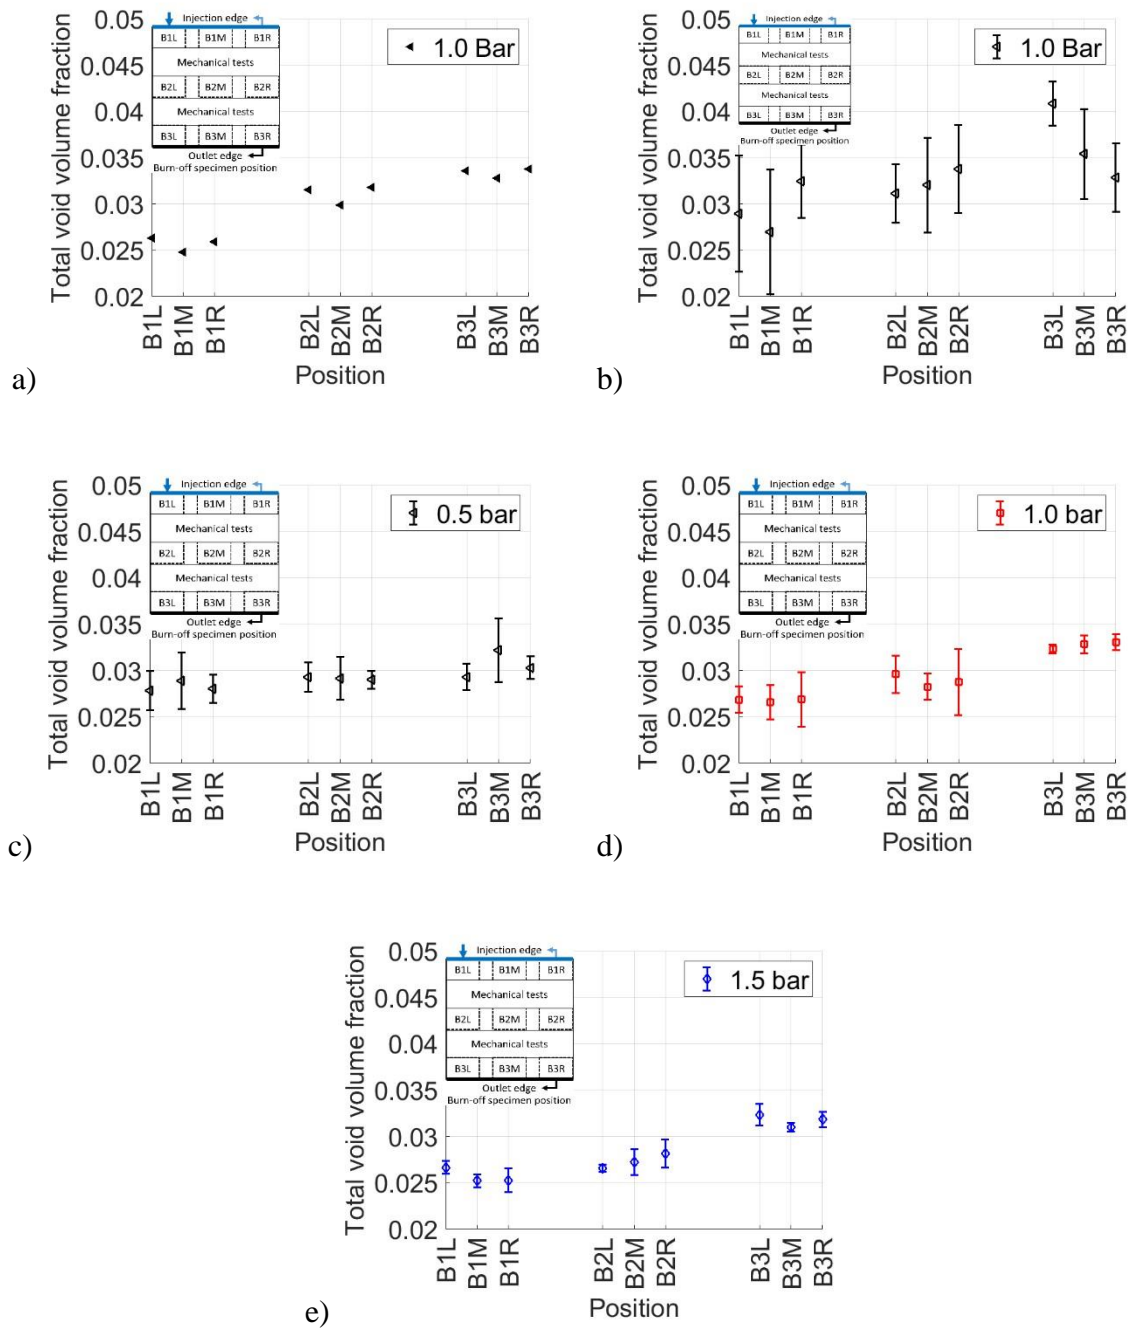 0.05
0.045
0.04
0.035
0.03
0.025
0.02
Total void volume fraction
Injection edge
B1L B1M B1R
Mechanical tests
B2L B2M B2R
Mechanical tests
B3L B3M B3R
Outlet edge
Burn-off specimen position
1.0 Bar
B1L B1M B1R B2L B2M B2R B3L B3M B3R
Position
a)
0.05
0.045
0.04
0.035
0.03
0.025
0.02
Total void volume fraction
Injection edge
B1L B1M B1R
Mechanical tests
B2L B2M B2R
Mechanical tests
B3L B3M B3R
Outlet edge
Burn-off specimen position
1.0 Bar
B1L B1M B1R B2L B2M B2R B3L B3M B3R
Position
b)
0.05
0.045
0.04
0.035
0.03
0.025
0.02
Total void volume fraction
Injection edge
B1L B1M B1R
Mechanical tests
B2L B2M B2R
Mechanical tests
B3L B3M B3R
Outlet edge
Burn-off specimen position
0.5 bar
B1L B1M B1R B2L B2M B2R B3L B3M B3R
Position
c)
0.05
0.045
0.04
0.035
0.03
0.025
0.02
Total void volume fraction
Injection edge
B1L B1M B1R
Mechanical tests
B2L B2M B2R
Mechanical tests
B3L B3M B3R
Outlet edge
Burn-off specimen position
1.0 bar
B1L B1M B1R B2L B2M B2R B3L B3M B3R
Position
d)
0.05
0.045
0.04
0.035
0.03
0.025
0.02
Total void volume fraction
Injection edge
B1L B1M B1R
Mechanical tests
B2L B2M B2R
Mechanical tests
B3L B3M B3R
Outlet edge
Burn-off specimen position
1.5 bar
B1L B1M B1R B2L B2M B2R B3L B3M B3R
Position
e)